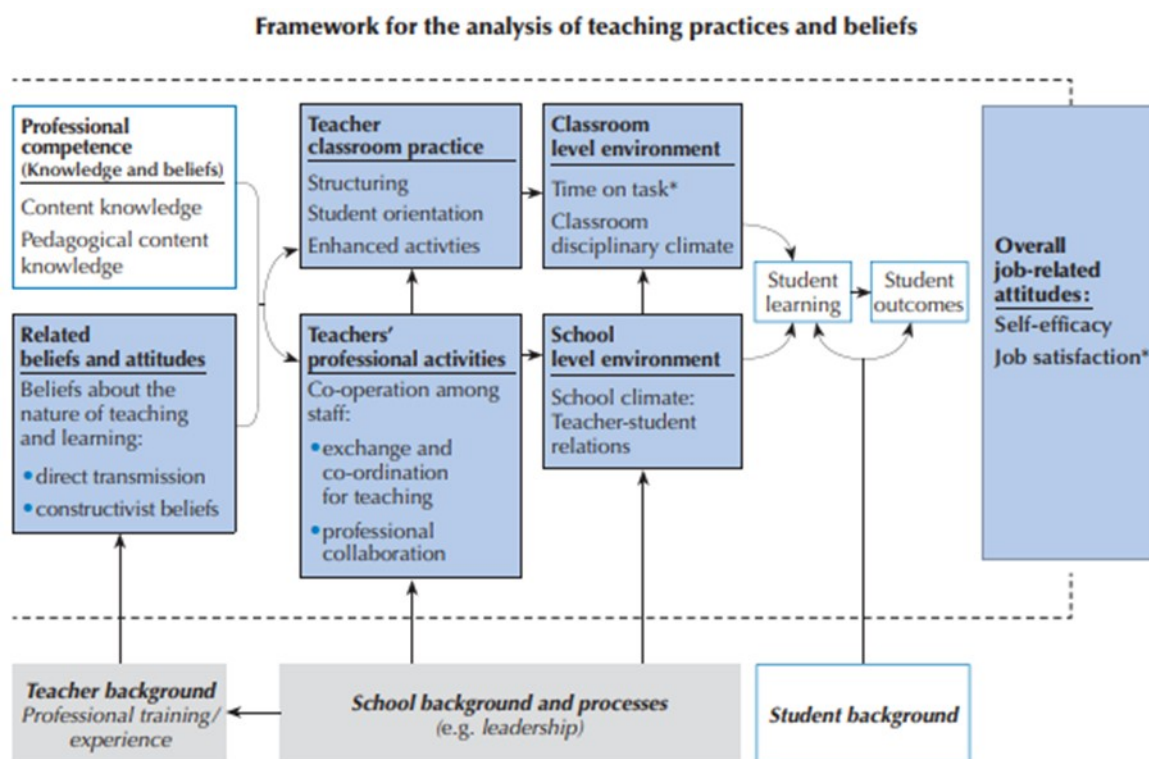 Framework for the analysis of teaching practices and beliefs
Professional
competence
(Knowledge and beliefs)
Content knowledge
Pedagogical content
knowledge
Related
beliefs and attitudes
Beliefs about the
nature of teaching
and learning:
• direct transmission
• constructivist beliefs
Teacher
classroom practice
Structuring
Student orientation
Enhanced activties
Teachers'
professional activities
Co-operation among
staff:
• exchange and
co-ordination
for teaching
• professional
collaboration
Classroom
level environment
Time on task*
Classroom
disciplinary climate
School
level environment
School climate:
Teacher-student
relations
Student
learning
Student
outcomes
Overall
job-related
attitudes:
Self-efficacy
Job satisfaction*
Teacher background
Professional training/
experience
School background and processes
(e.g. leadership)
Student background